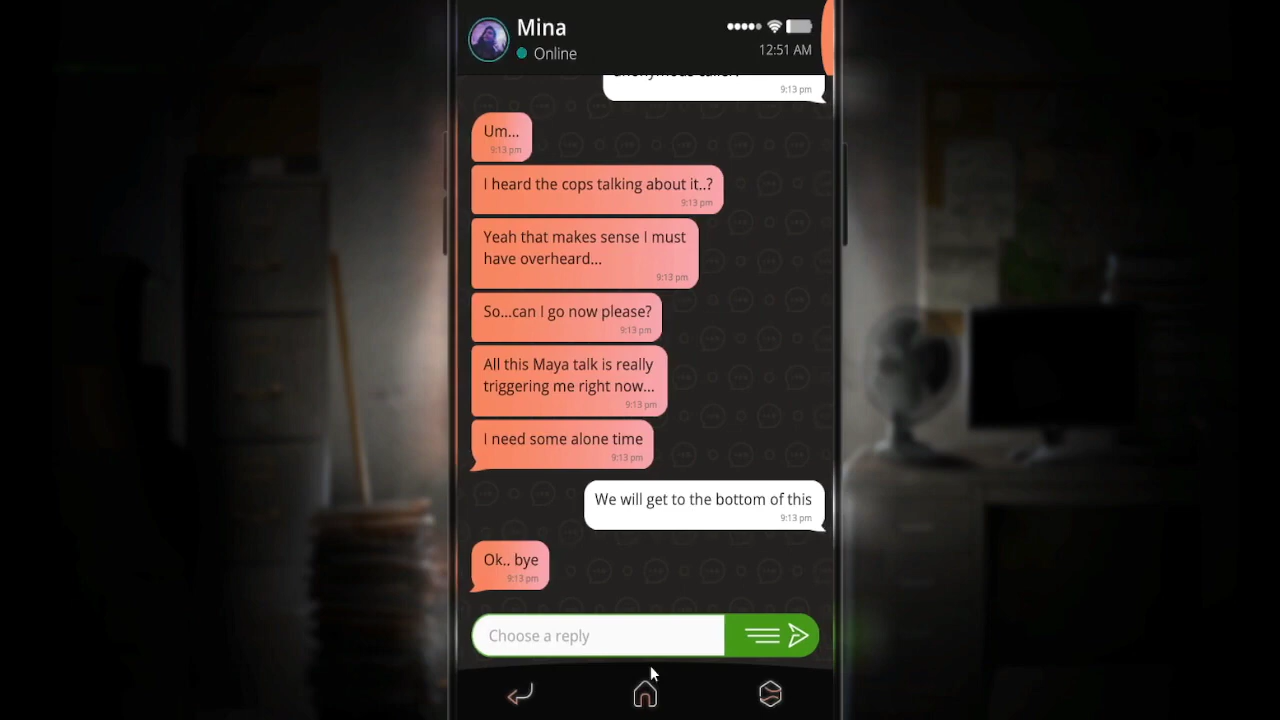 Mina
Online
12:51 AM
9:13 pm
Um...
9:13 pm
I heard the cops talking about it..?
9:13 pm
Yeah that makes sense I must
have overheard...
9:13 pm
So...can I go now please?
9:13 pm
All this Maya talk is really
triggering me right now...
9:13 pm
I need some alone time
9:13 pm
We will get to the bottom of this
9:13 pm
Ok.. bye
9:13 pm
Choose a reply